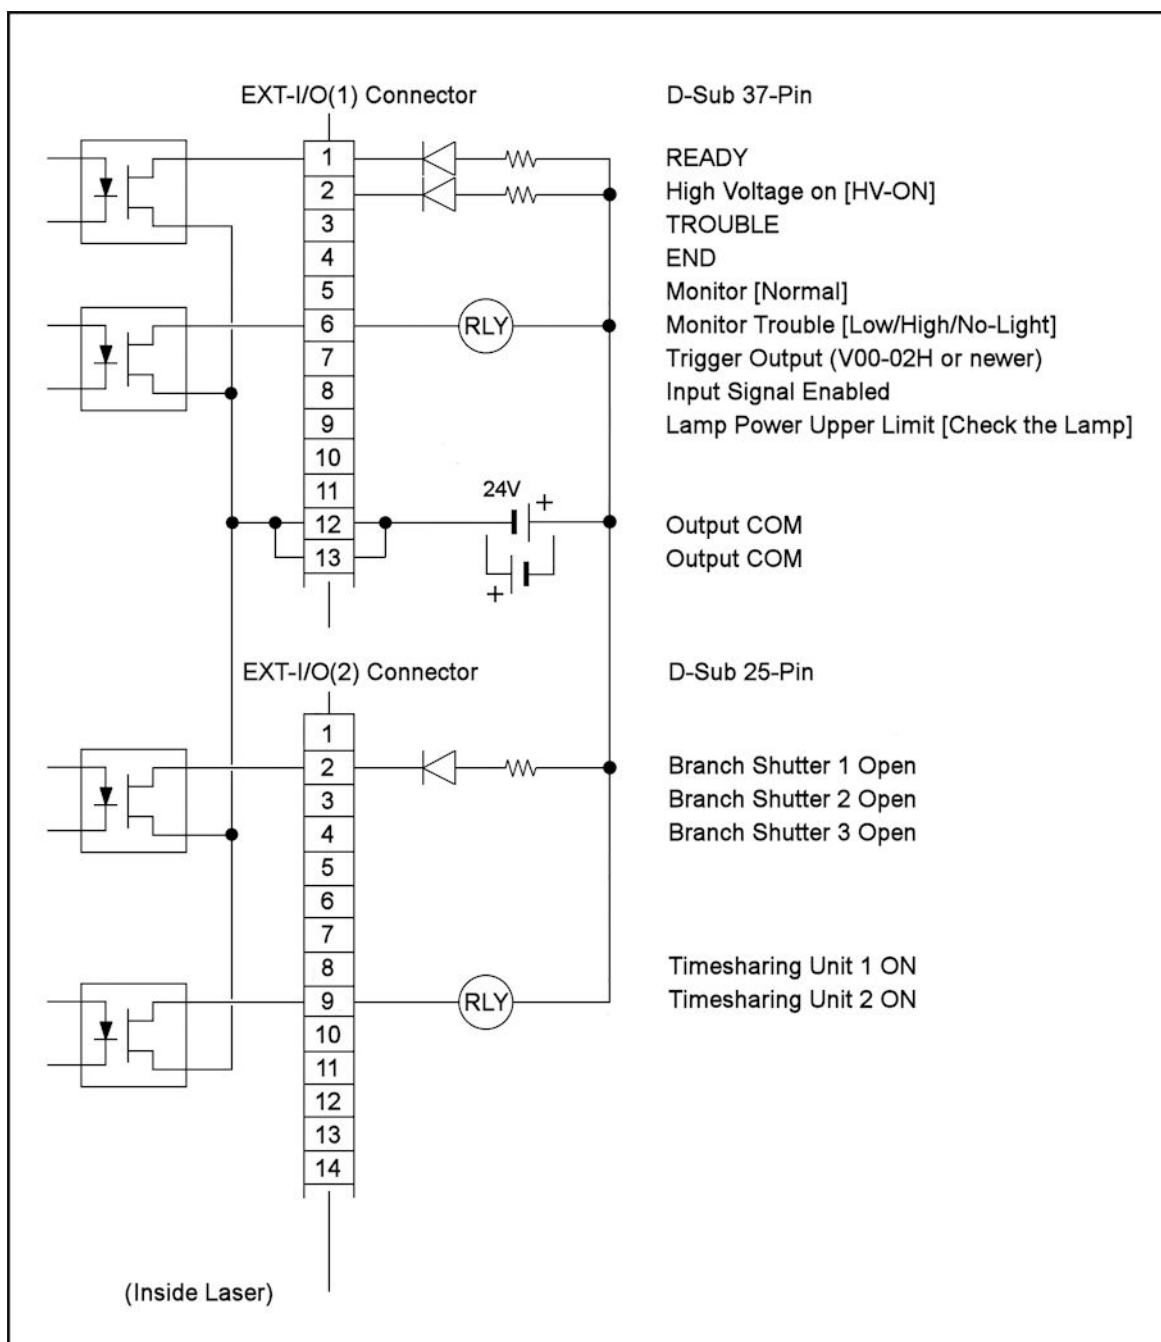 EXT-I/O(1) Connector D-Sub 37-Pin
1 READY
2 High Voltage on [HV-ON]
3 TROUBLE
4 END
5 Monitor [Normal]
6 RLY Monitor Trouble [Low/High/No-Light]
7 Trigger Output (V00-02H or newer)
8 Input Signal Enabled
9 Lamp Power Upper Limit [Check the Lamp]
10
11
24V +
12 Output COM
13 Output COM
+
EXT-I/O(2) Connector D-Sub 25-Pin
1
2 Branch Shutter 1 Open
3 Branch Shutter 2 Open
4 Branch Shutter 3 Open
5
6
7
8 Timesharing Unit 1 ON
9 RLY Timesharing Unit 2 ON
10
11
12
13
14
(Inside Laser)